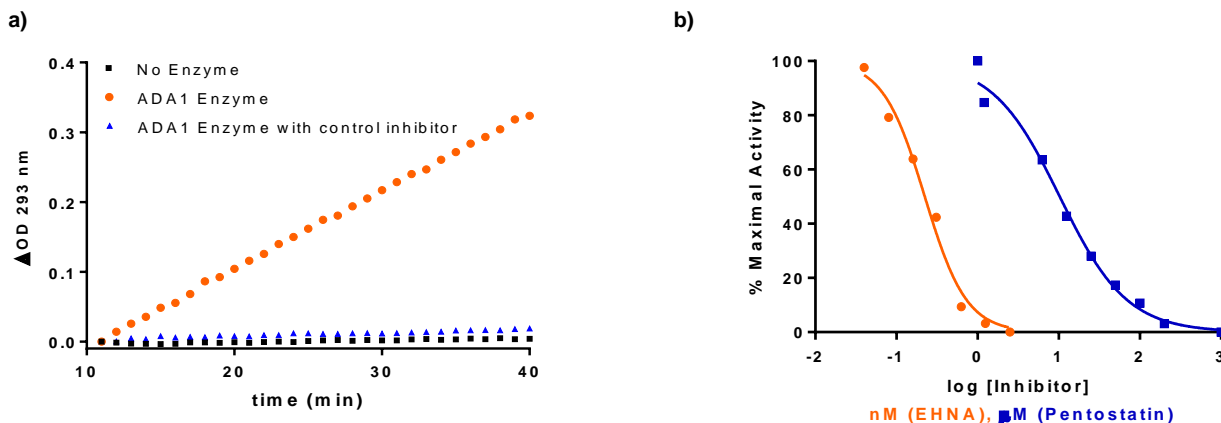 a)
b)
No Enzyme
ADA1 Enzyme
ADA1 Enzyme with control inhibitor
0.4
0.3
0.2
0.1
0.0
▲OD 293 nm
10
20
30
40
time (min)
100
80
60
40
20
0
% Maximal Activity
-2
-1
0
1
2
3
log [Inhibitor]
nM (EHNA), (Pentostatin)